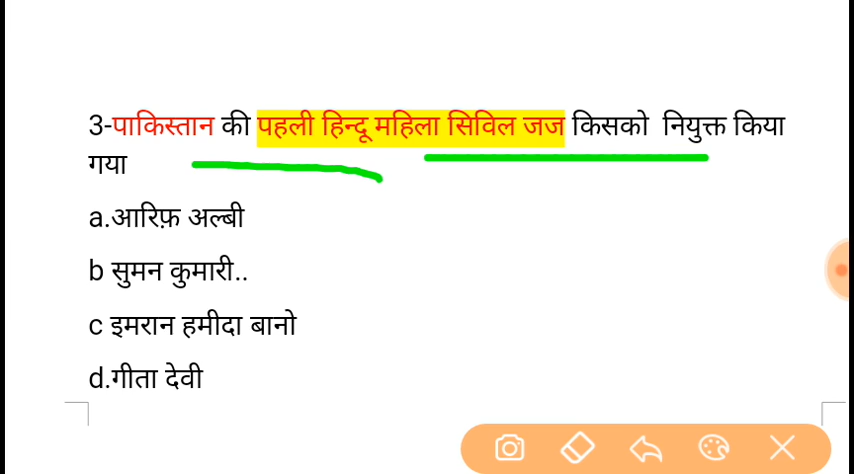 3-पाकिस्तान की पहली हिन्दू महिला सिविल जज किसको नियुक्त किया
गया
a.आरिफ़ अल्बी
b सुमन कुमारी..
c इमरान हमीदा बानो
d.गीता देवी